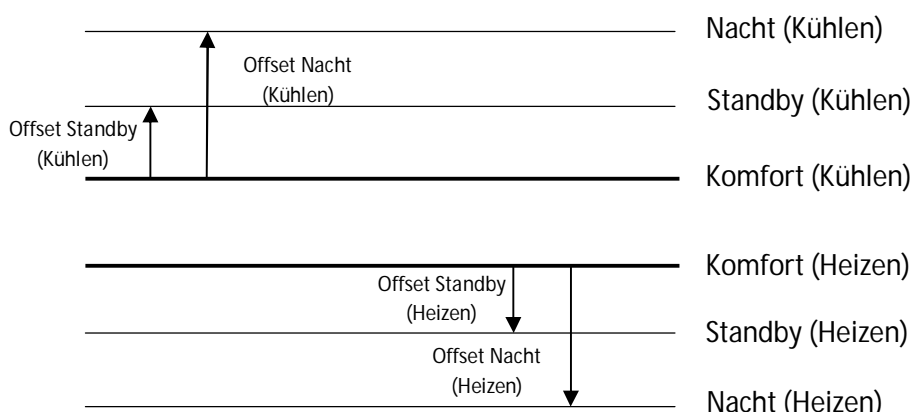 Nacht (Kühlen)
Offset Nacht
(Kühlen)
Standby (Kühlen)
Offset Standby
(Kühlen)
Komfort (Kühlen)
Komfort (Heizen)
Offset Standby
(Heizen)
Standby (Heizen)
Offset Nacht
(Heizen)
Nacht (Heizen)